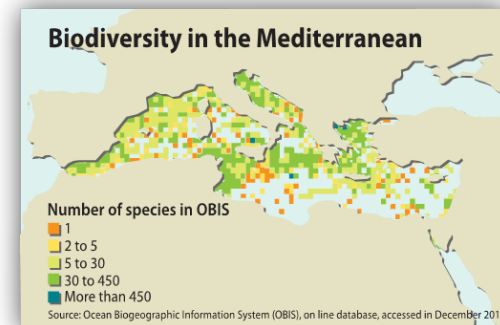 Biodiversity in the Mediterranean
Number of species in OBIS
1
2 to 5
5 to 30
30 to 450
More than 450
Source: Ocean Biogeographic Information System (OBIS), on line database, accessed in December 201